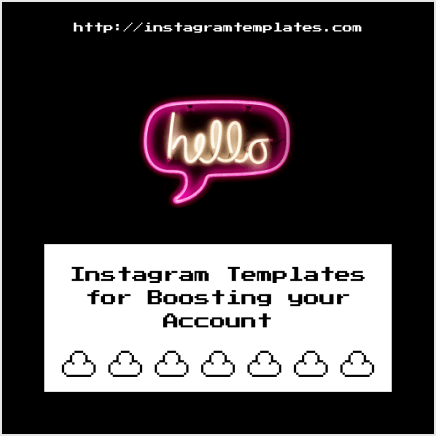 http://instagramtemplates.com
hello
Instagram Templates
for Boosting your
Account